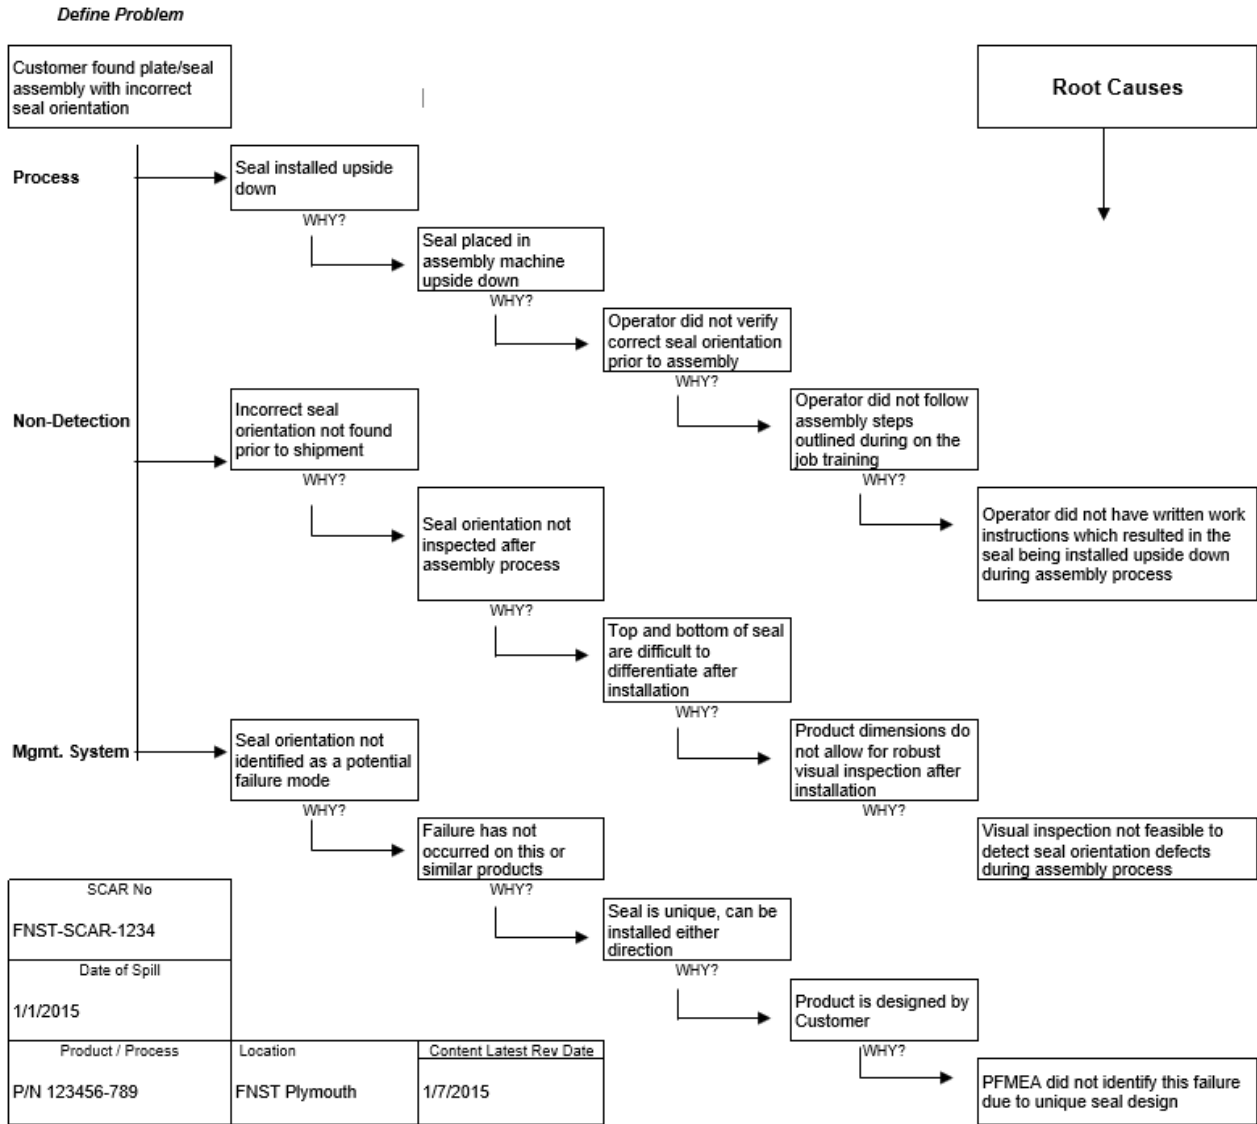 Define Problem
Customer found plate/seal
assembly with incorrect
seal orientation
Root Causes
Process
Seal installed upside
down
WHY?
Seal placed in
assembly machine
upside down
WHY?
Operator did not verify
correct seal orientation
prior to assembly
WHY?
Operator did not follow
assembly steps
outlined during on the
job training
WHY?
Operator did not have written work
instructions which resulted in the
seal being installed upside down
during assembly process
Non-Detection
Incorrect seal
orientation not found
prior to shipment
WHY?
Seal orientation not
inspected after
assembly process
WHY?
Top and bottom of seal
are difficult to
differentiate after
installation
WHY?
Product dimensions do
not allow for robust
visual inspection after
installation
WHY?
Visual inspection not feasible to
detect seal orientation defects
during assembly process
Mgmt. System
Seal orientation not
identified as a potential
failure mode
WHY?
Failure has not
occurred on this or
similar products
WHY?
Seal is unique, can be
installed either
direction
WHY?
Product is designed by
Customer
WHY?
PFMEA did not identify this failure
due to unique seal design
SCAR No
FNST-SCAR-1234
Date of Spill
1/1/2015
Product / Process
P/N 123456-789
Location
FNST Plymouth
Content Latest Rev Date
1/7/2015